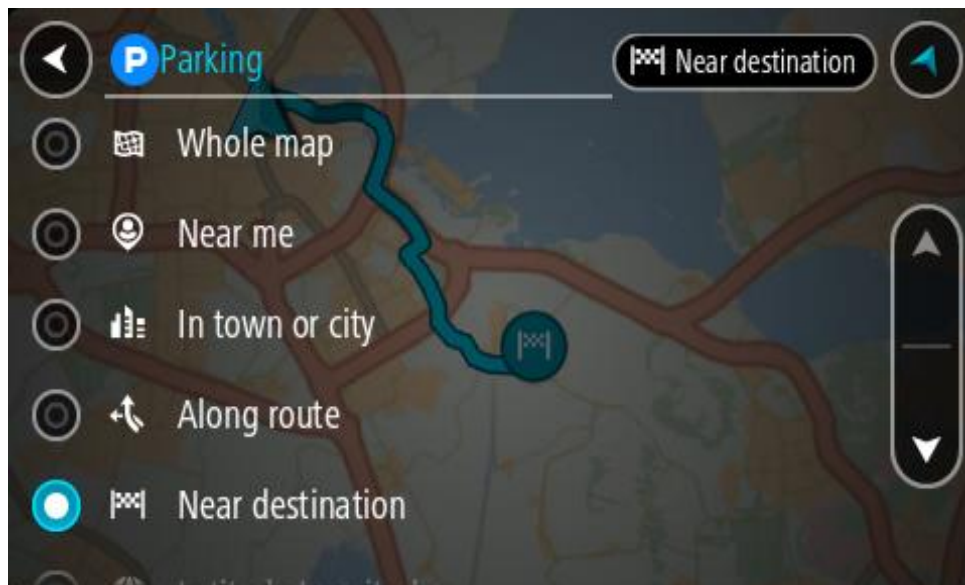 P Parking
Near destination
Whole map
Near me
In town or city
Along route
Near destination